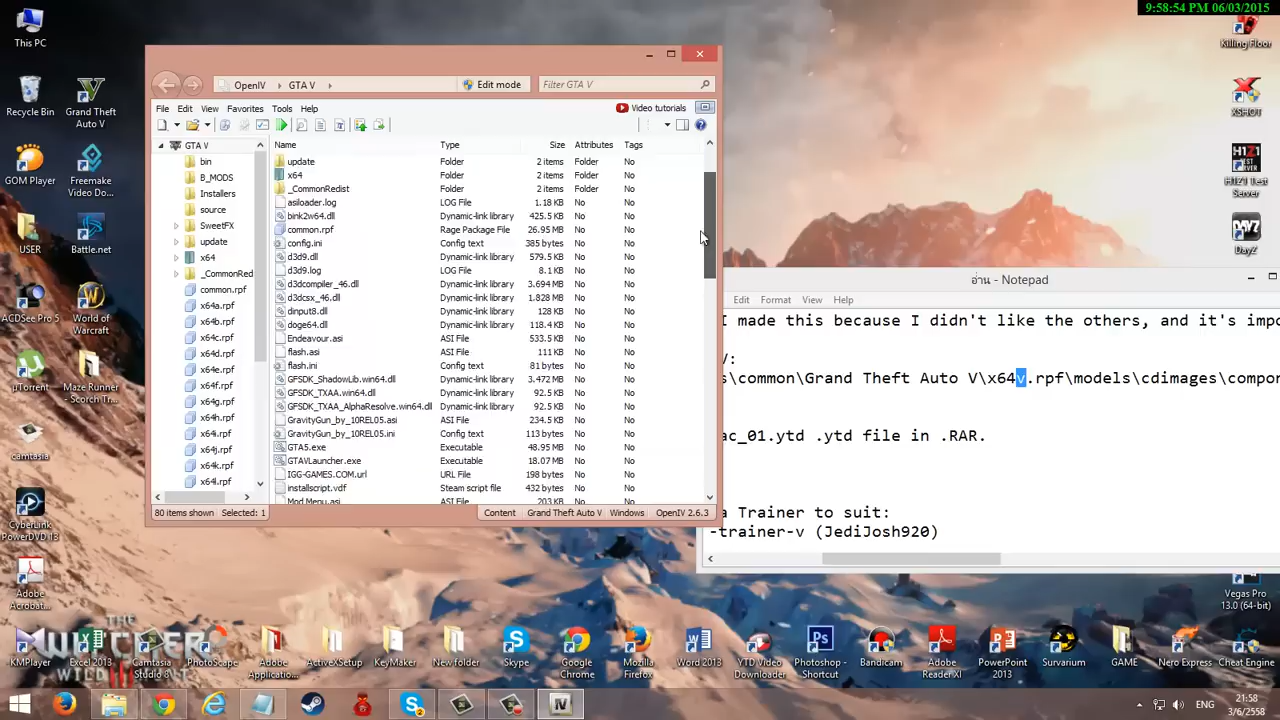 9:58:54 PM 06/03/2015
This PC
Recycle Bin
Grand Theft
Auto V
GOM Player
Freemake
Video Do...
USER
Battle.net
ACDSee Pro 5
World of
Warcraft
µTorrent
Maze Runner
- Scorch Tr...
camtasia
CyberLink
PowerDVD 13
Adobe
Acrobat...
Killing Floor
XSHOT
H1Z1 Test
Server
DayZ
Vegas Pro
13.0 (64-bit)
OpenIV
GTA V
Edit mode
Filter GTA V
File Edit View Favorites Tools Help
Video tutorials
GTA V
bin
B_MODS
Installers
source
SweetFX
update
x64
_CommonRed
common.rpf
x64a.rpf
x64b.rpf
x64c.rpf
x64d.rpf
x64e.rpf
x64f.rpf
x64g.rpf
x64h.rpf
x64i.rpf
x64j.rpf
x64k.rpf
x64l.rpf
Name Type Size Attributes Tags
update Folder 2 items Folder No
x64 Folder 2 items Folder No
_CommonRedist Folder 2 items Folder No
asiloader.log LOG File 1.18 KB No No
bink2w64.dll Dynamic-link library 425.5 KB No No
common.rpf Rage Package File 26.95 MB No No
config.ini Config text 385 bytes No No
d3d9.dll Dynamic-link library 579.5 KB No No
d3d9.log LOG File 8.1 KB No No
d3dcompiler_46.dll Dynamic-link library 3.694 MB No No
d3dcsx_46.dll Dynamic-link library 1.828 MB No No
dinput8.dll Dynamic-link library 128 KB No No
doge64.dll Dynamic-link library 118.4 KB No No
Endeavour.asi ASI File 533.5 KB No No
flash.asi ASI File 111 KB No No
flash.ini Config text 81 bytes No No
GFSDK_ShadowLib.win64.dll Dynamic-link library 3.472 MB No No
GFSDK_TXAA.win64.dll Dynamic-link library 92.5 KB No No
GFSDK_TXAA_AlphaResolve.win64.dll Dynamic-link library 92.5 KB No No
GravityGun_by_10REL05.asi ASI File 234.5 KB No No
GravityGun_by_10REL05.ini Config text 113 bytes No No
GTA5.exe Executable 48.95 MB No No
GTAVLauncher.exe Executable 18.07 MB No No
IGG-GAMES.COM.url URL File 198 bytes No No
installscript.vdf Steam script file 432 bytes No No
Mod Menu.asi ASI File 203 KB No No
80 items shown Selected: 1
Content Grand Theft Auto V Windows OpenIV 2.6.3
อ่าน - Notepad
Edit Format View Help
I made this because I didn't like the others, and it's impo
V:
s\common\Grand Theft Auto V\x64v.rpf\models\cdimages\compon
ac_01.ytd .ytd file in .RAR.
a Trainer to suit:
-trainer-v (JediJosh920)
THE
WITCHER
WILD
KMPlayer
Excel 2013
Camtasia
Studio 8
PhotoScape
Adobe
Applicatio...
ActiveXSetup
KeyMaker
New folder
Skype
Google
Chrome
Mozilla
Firefox
Word 2013
YTD Video
Downloader
Photoshop -
Shortcut
Bandicam
Adobe
Reader XI
PowerPoint
2013
Survarium
GAME
Nero Express
Cheat Engine
ENG
21:58
3/6/2558